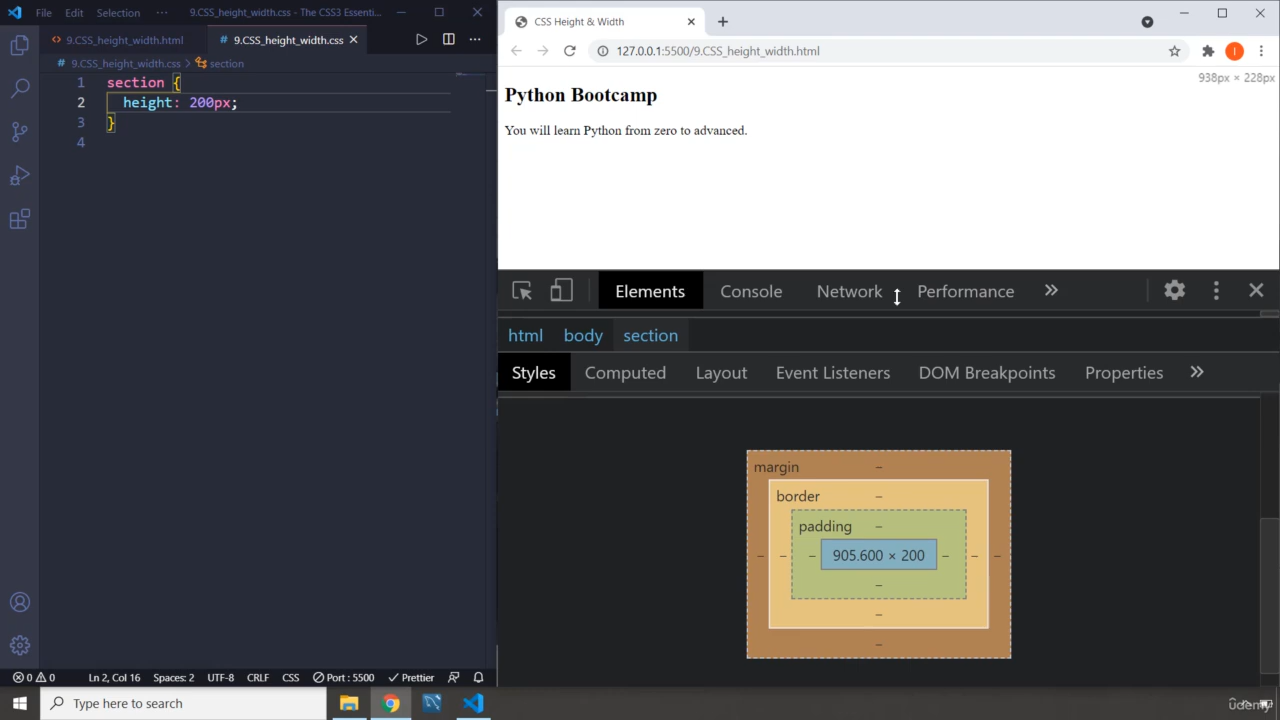 File Edit Selection ··· 9.CSS_height_width.css - The CSS3 Essenti...
9.CSS_height_width.html # 9.CSS_height_width.css
# 9.CSS_height_width.css > section
1 section {
2 height: 200px;
3 }
4
CSS Height & Width
127.0.0.1:5500/9.CSS_height_width.html
I
938px × 228px
Python Bootcamp
You will learn Python from zero to advanced.
Elements Console Network Performance »
html body section
Styles Computed Layout Event Listeners DOM Breakpoints Properties »
margin –
border –
padding –
– – – 905.600 × 200 – – –
–
–
–
0 0 Ln 2, Col 16 Spaces: 2 UTF-8 CRLF CSS Port : 5500 Prettier
Type here to search
udemy